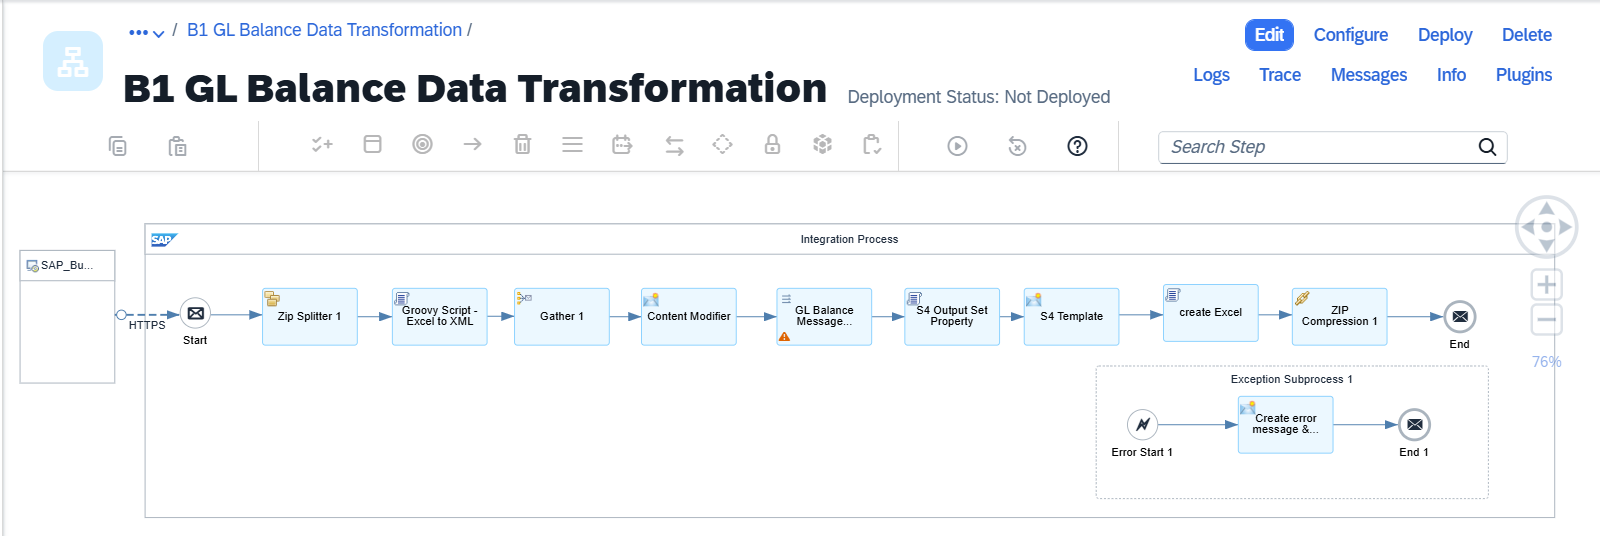 ••• / B1 GL Balance Data Transformation /
B1 GL Balance Data Transformation
Deployment Status: Not Deployed
Edit Configure Deploy Delete
Logs Trace Messages Info Plugins
Search Step
SAP
Integration Process
SAP_Bu...
HTTPS
Start
Zip Splitter 1
Groovy Script -
Excel to XML
Gather 1
Content Modifier
GL Balance
Message...
S4 Output Set
Property
S4 Template
create Excel
ZIP
Compression 1
End
76%
Exception Subprocess 1
Error Start 1
Create error
message &...
End 1